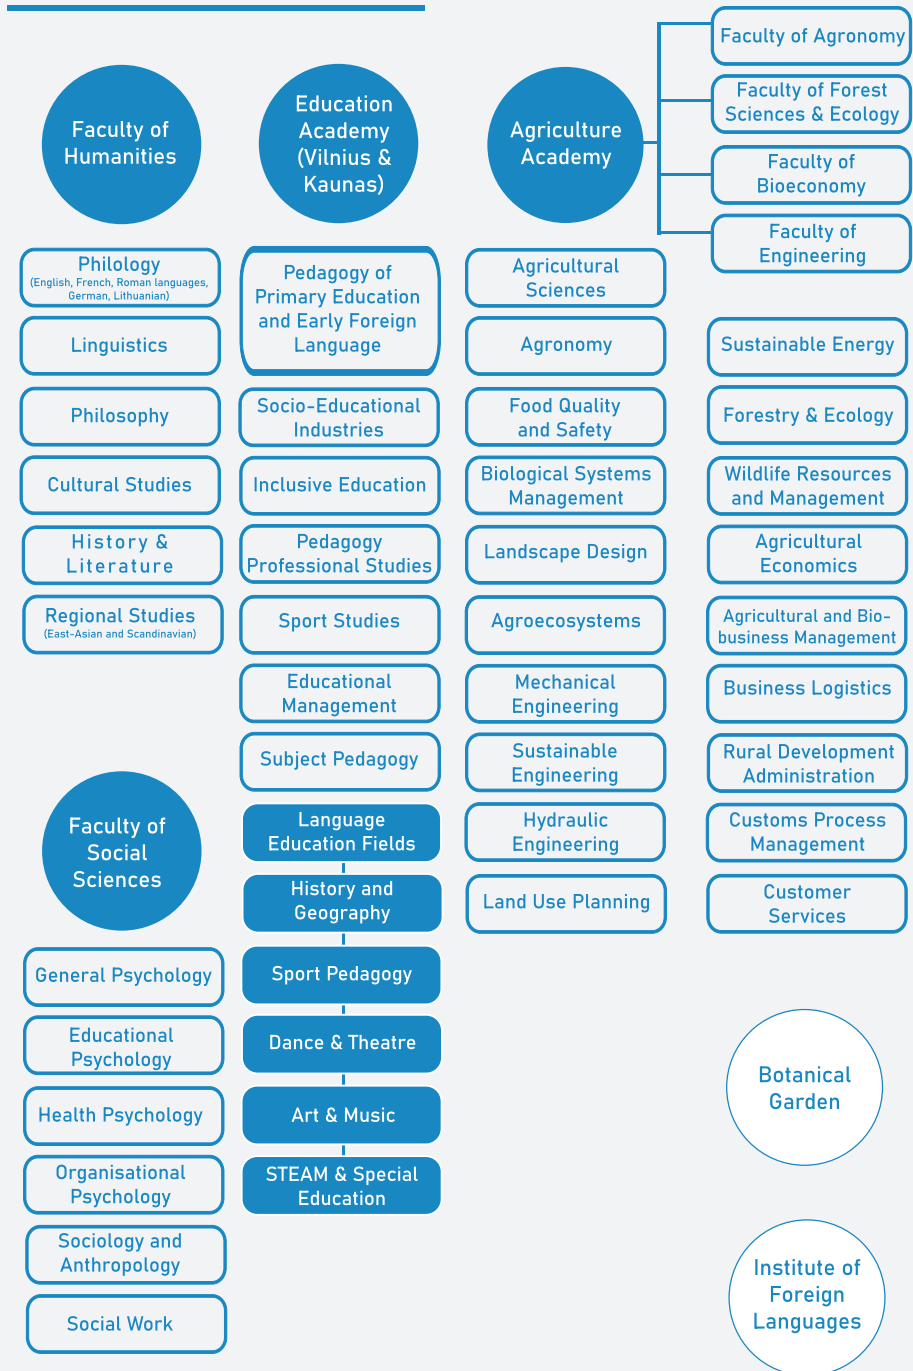 Faculty of
Humanities
Philology
(English, French, Roman languages,
German, Lithuanian)
Linguistics
Philosophy
Cultural Studies
History &
Literature
Regional Studies
(East-Asian and Scandinavian)
Faculty of
Social
Sciences
General Psychology
Educational
Psychology
Health Psychology
Organisational
Psychology
Sociology and
Anthropology
Social Work
Education
Academy
(Vilnius &
Kaunas)
Pedagogy of
Primary Education
and Early Foreign
Language
Socio-Educational
Industries
Inclusive Education
Pedagogy
Professional Studies
Sport Studies
Educational
Management
Subject Pedagogy
Language
Education Fields
History and
Geography
Sport Pedagogy
Dance & Theatre
Art & Music
STEAM & Special
Education
Agriculture
Academy
Faculty of Agronomy
Faculty of Forest
Sciences & Ecology
Faculty of
Bioeconomy
Faculty of
Engineering
Agricultural
Sciences
Agronomy
Food Quality
and Safety
Biological Systems
Management
Landscape Design
Agroecosystems
Mechanical
Engineering
Sustainable
Engineering
Hydraulic
Engineering
Land Use Planning
Sustainable Energy
Forestry & Ecology
Wildlife Resources
and Management
Agricultural
Economics
Agricultural and Bio-
business Management
Business Logistics
Rural Development
Administration
Customs Process
Management
Customer
Services
Botanical
Garden
Institute of
Foreign
Languages